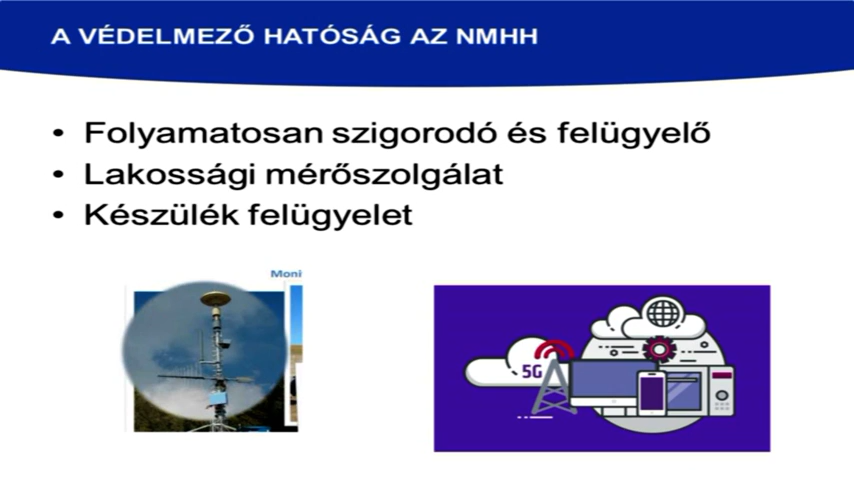 A VÉDELMEZŐ HATÓSÁG AZ NMHH
• Folyamatosan szigorodó és felügyelő
• Lakossági mérőszolgálat
• Készülék felügyelet
Moni
5G